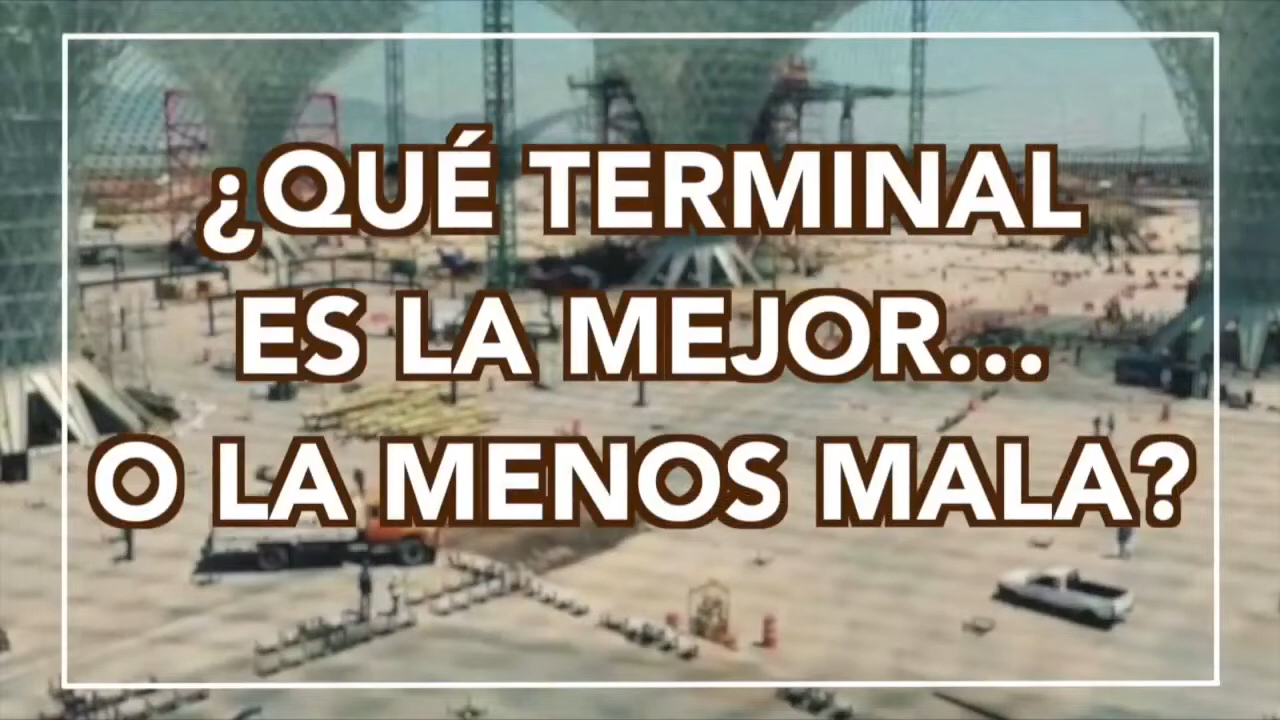 ¿QUÉ TERMINAL
ES LA MEJOR...
O LA MENOS MALA?